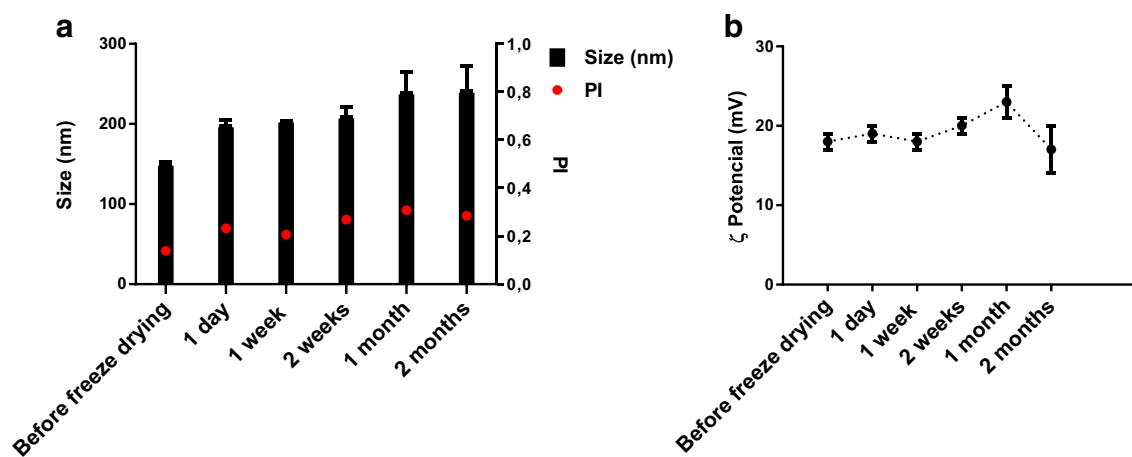 a
300
200
100
0
Size (nm)
1,0
0,8
0,6
0,4
0,2
0,0
PI
Size (nm)
PI
Before freeze drying
1 day
1 week
2 weeks
1 month
2 months
b
30
20
10
0
ζ Potencial (mV)
Before freeze drying
1 day
1 week
2 weeks
1 month
2 months